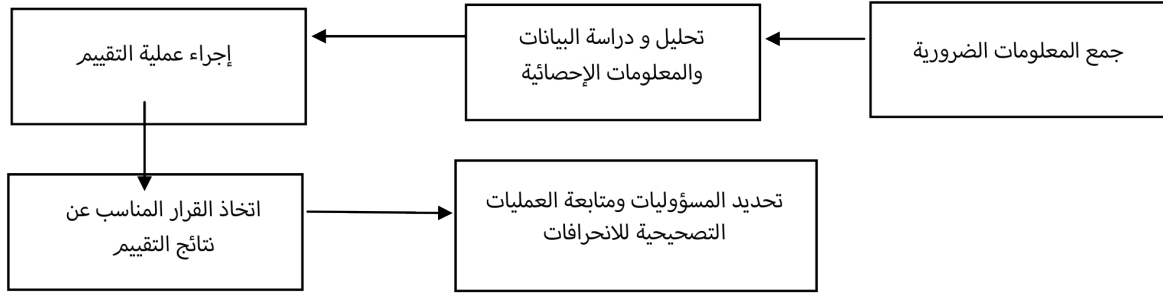 جمع المعلومات الضرورية
تحليل و دراسة البيانات
والمعلومات الإحصائية
إجراء عملية التقييم
اتخاذ القرار المناسب عن
نتائج التقييم
تحديد المسؤوليات ومتابعة العمليات
التصحيحية للانحرافات